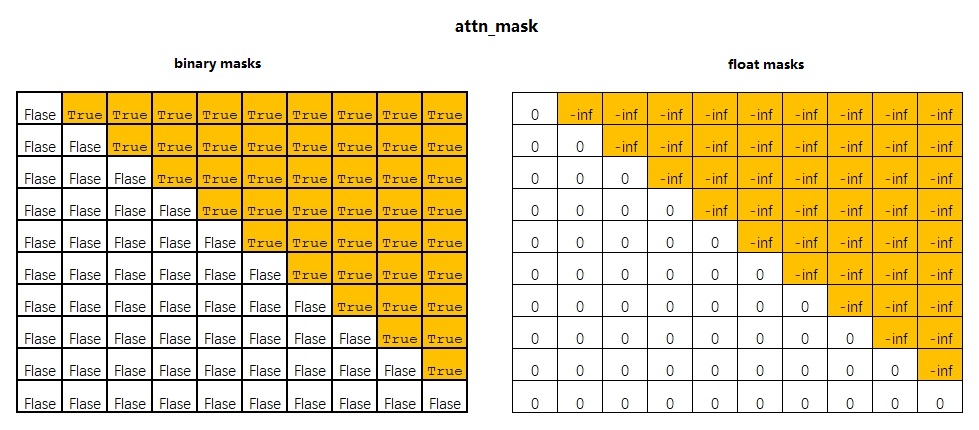 attn_mask
binary masks
float masks
Flase True True True True True True True True True
Flase Flase True True True True True True True True
Flase Flase Flase True True True True True True True
Flase Flase Flase Flase True True True True True True
Flase Flase Flase Flase Flase True True True True True
Flase Flase Flase Flase Flase Flase True True True True
Flase Flase Flase Flase Flase Flase Flase True True True
Flase Flase Flase Flase Flase Flase Flase Flase True True
Flase Flase Flase Flase Flase Flase Flase Flase Flase True
Flase Flase Flase Flase Flase Flase Flase Flase Flase Flase
0 -inf -inf -inf -inf -inf -inf -inf -inf -inf
0 0 -inf -inf -inf -inf -inf -inf -inf -inf
0 0 0 -inf -inf -inf -inf -inf -inf -inf
0 0 0 0 -inf -inf -inf -inf -inf -inf
0 0 0 0 0 -inf -inf -inf -inf -inf
0 0 0 0 0 0 -inf -inf -inf -inf
0 0 0 0 0 0 0 -inf -inf -inf
0 0 0 0 0 0 0 0 -inf -inf
0 0 0 0 0 0 0 0 0 -inf
0 0 0 0 0 0 0 0 0 0